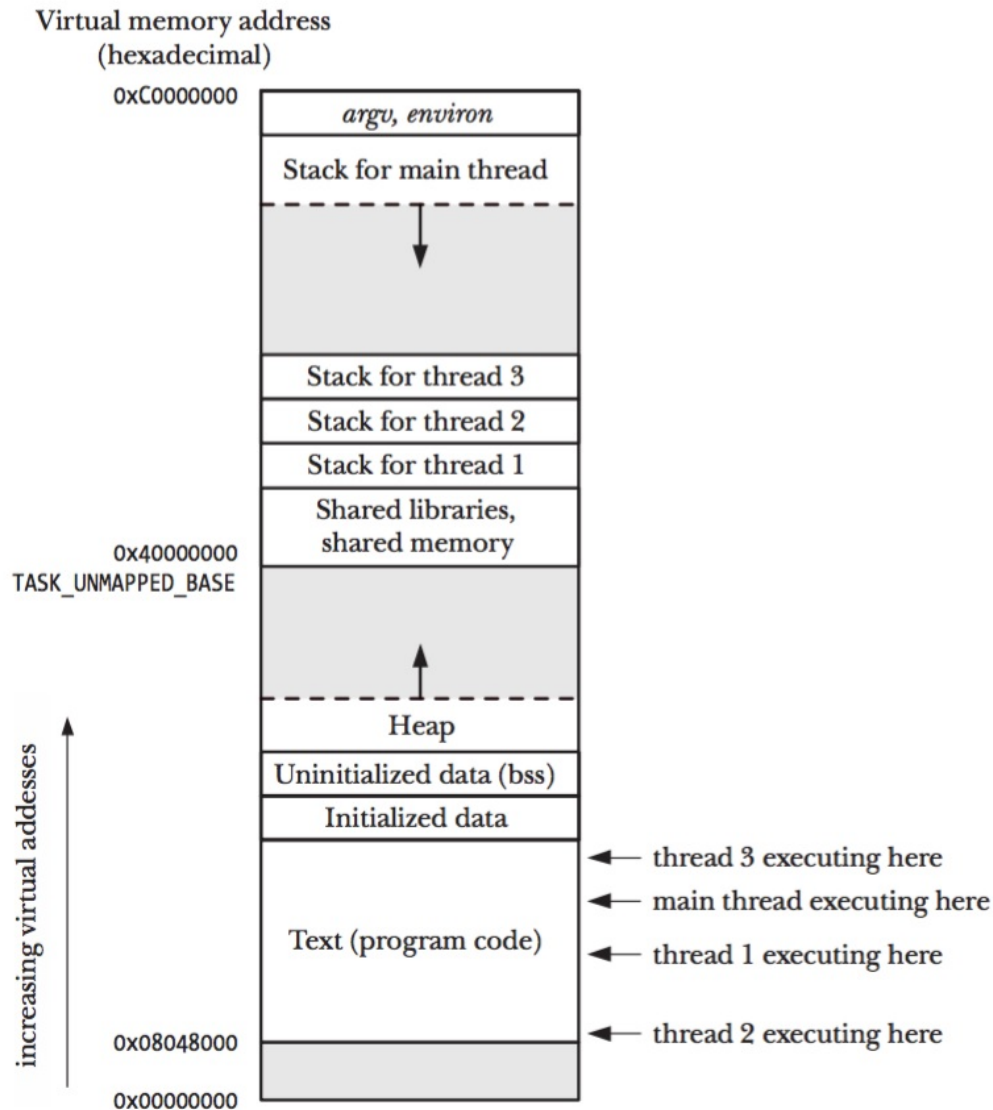 Virtual memory address
(hexadecimal)
0xC0000000
argv, environ
Stack for main thread
Stack for thread 3
Stack for thread 2
Stack for thread 1
Shared libraries,
shared memory
0x40000000
TASK_UNMAPPED_BASE
Heap
Uninitialized data (bss)
Initialized data
increasing virtual addesses
Text (program code)
thread 3 executing here
main thread executing here
thread 1 executing here
thread 2 executing here
0x08048000
0x00000000